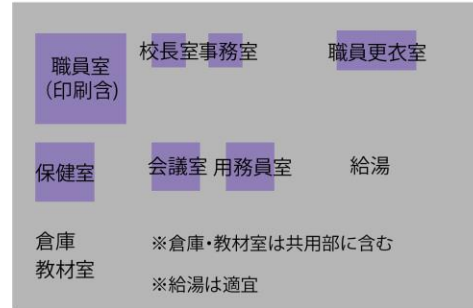 職員室
（印刷含）
校長室
事務室
職員更衣室
保健室
会議室
用務員室
給湯
倉庫
教材室
※倉庫・教材室は共用部に含む
※給湯は適宜